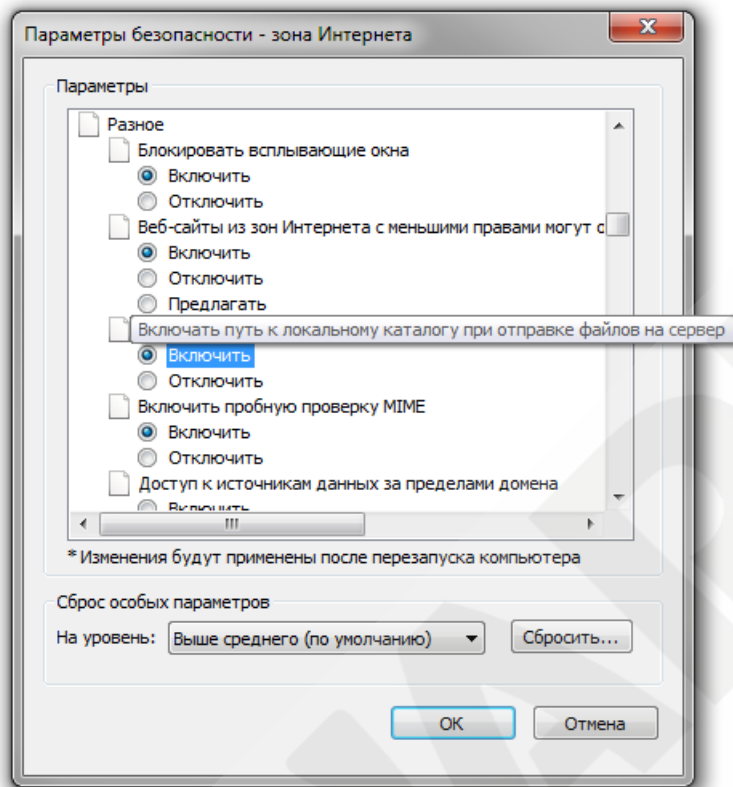 Параметры безопасности - зона Интернета
Параметры
Разное
Блокировать всплывающие окна
Включить
Отключить
Веб-сайты из зон Интернета с меньшими правами могут о
Включить
Отключить
Предлагать
Включать путь к локальному каталогу при отправке файлов на сервер
Включить
Отключить
Включить пробную проверку MIME
Включить
Отключить
Доступ к источникам данных за пределами домена
Включить
* Изменения будут применены после перезапуска компьютера
Сброс особых параметров
На уровень: Выше среднего (по умолчанию) Сбросить...
ОК Отмена